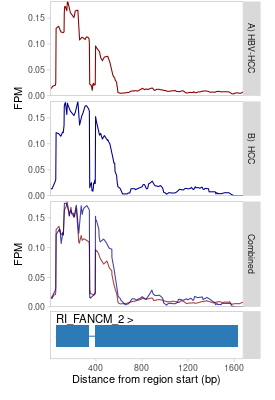 0.15
0.10
0.05
0.00
FPM
A) HBV-HCC
0.15
0.10
0.05
0.00
B) HCC
0.15
0.10
0.05
0.00
FPM
Combined
RI_FANCM_2 >
400 800 1200 1600
Distance from region start (bp)